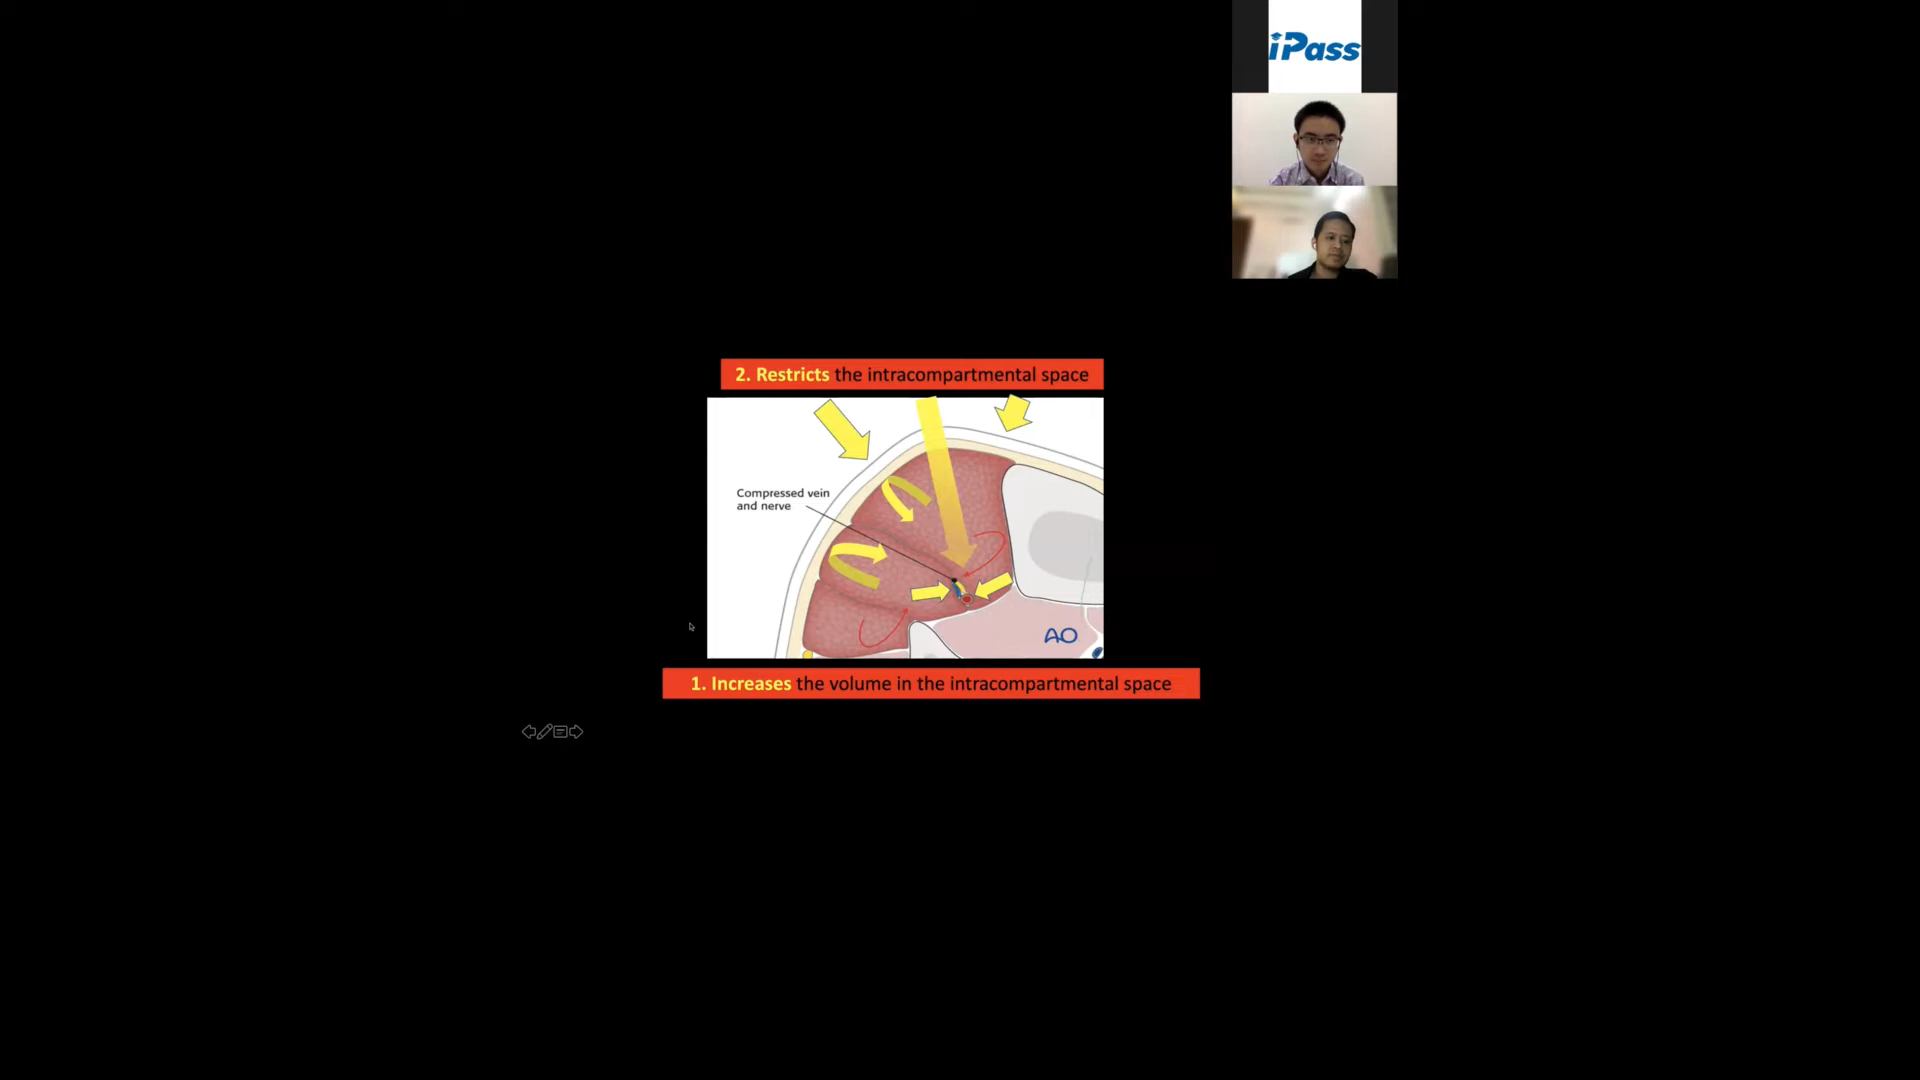 iPass
2. Restricts the intracompartmental space
Compressed vein
and nerve
AO
1. Increases the volume in the intracompartmental space